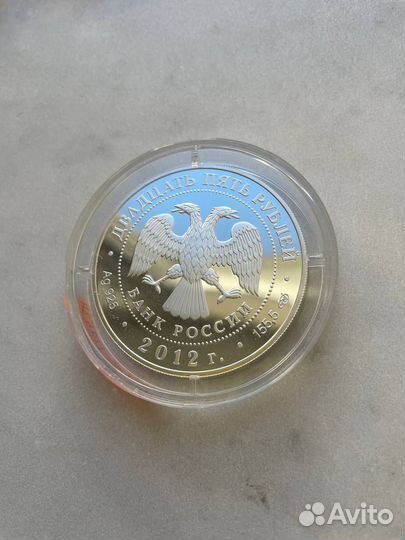 ДВАДЦАТЬ ПЯТЬ РУБЛЕЙ
БАНК РОССИИ
Ag 925
2012 г.
155,5
Avito